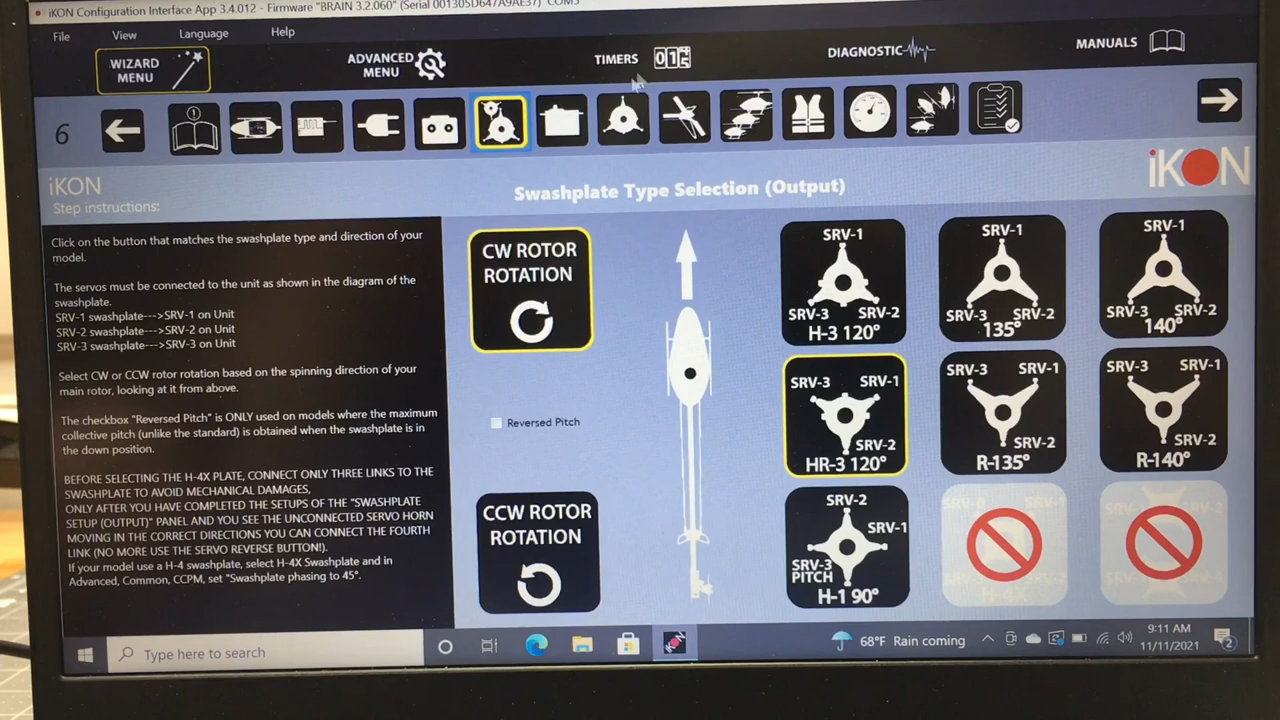 iKON Configuration Interface App 3.4.012 - Firmware "BRAIN 3.2.060" (Serial 001305D647A9AE37) COM5
File View Language Help
WIZARD
MENU
ADVANCED
MENU
TIMERS
DIAGNOSTIC
MANUALS
6
iKON
Step instructions:
Swashplate Type Selection (Output)
iKON
Click on the button that matches the swashplate type and direction of your
model.
The servos must be connected to the unit as shown in the diagram of the
swashplate.
SRV-1 swashplate--->SRV-1 on Unit
SRV-2 swashplate--->SRV-2 on Unit
SRV-3 swashplate--->SRV-3 on Unit
Select CW or CCW rotor rotation based on the spinning direction of your
main rotor, looking at it from above.
The checkbox "Reversed Pitch" is ONLY used on models where the maximum
collective pitch (unlike the standard) is obtained when the swashplate is in
the down position.
BEFORE SELECTING THE H-4X PLATE, CONNECT ONLY THREE LINKS TO THE
SWASHPLATE TO AVOID MECHANICAL DAMAGES,
ONLY AFTER YOU HAVE COMPLETED THE SETUPS OF THE "SWASHPLATE
SETUP (OUTPUT)" PANEL AND YOU SEE THE UNCONNECTED SERVO HORN
MOVING IN THE CORRECT DIRECTIONS YOU CAN CONNECT THE FOURTH
LINK (NO MORE USE THE SERVO REVERSE BUTTON!).
If your model use a H-4 swashplate, select H-4X Swashplate and in
Advanced, Common, CCPM, set "Swashplate phasing to 45°.
CW ROTOR
ROTATION
Reversed Pitch
CCW ROTOR
ROTATION
SRV-1
SRV-3 SRV-2
H-3 120°
SRV-1
SRV-3 SRV-2
135°
SRV-1
SRV-3 SRV-2
140°
SRV-3 SRV-1
SRV-2
HR-3 120°
SRV-3 SRV-1
SRV-2
R-135°
SRV-3 SRV-1
SRV-2
R-140°
SRV-2
SRV-1
SRV-3
PITCH
H-1 90°
H-4X
Type here to search
68°F Rain coming
9:11 AM
11/11/2021
2